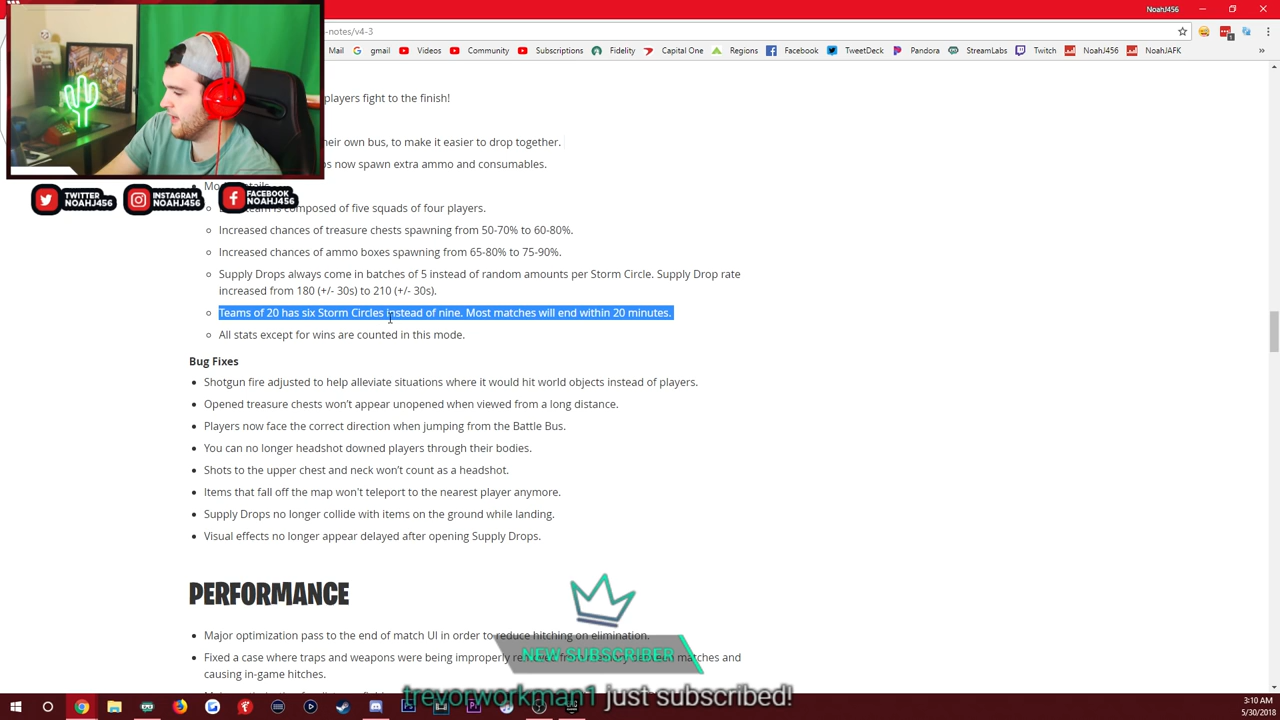 NoahJ456
-notes/v4-3
Mail gmail Videos Community Subscriptions Fidelity Capital One Regions Facebook TweetDeck Pandora StreamLabs Twitch NoahJ456 NoahJAFK
players fight to the finish!
heir own bus, to make it easier to drop together.
ps now spawn extra ammo and consumables.
TWITTER
NOAHJ456
INSTAGRAM
NOAHJ456
FACEBOOK
NOAHJ456
is composed of five squads of four players.
Increased chances of treasure chests spawning from 50-70% to 60-80%.
Increased chances of ammo boxes spawning from 65-80% to 75-90%.
Supply Drops always come in batches of 5 instead of random amounts per Storm Circle. Supply Drop rate
increased from 180 (+/- 30s) to 210 (+/- 30s).
Teams of 20 has six Storm Circles instead of nine. Most matches will end within 20 minutes.
All stats except for wins are counted in this mode.
Bug Fixes
Shotgun fire adjusted to help alleviate situations where it would hit world objects instead of players.
Opened treasure chests won't appear unopened when viewed from a long distance.
Players now face the correct direction when jumping from the Battle Bus.
You can no longer headshot downed players through their bodies.
Shots to the upper chest and neck won't count as a headshot.
Items that fall off the map won't teleport to the nearest player anymore.
Supply Drops no longer collide with items on the ground while landing.
Visual effects no longer appear delayed after opening Supply Drops.
PERFORMANCE
Major optimization pass to the end of match UI in order to reduce hitching on elimination.
Fixed a case where traps and weapons were being improperly between matches and
causing in-game hitches.
NEW SUBSCRIBER
trevorworkman1 just subscribed!
3:10 AM
5/30/2018